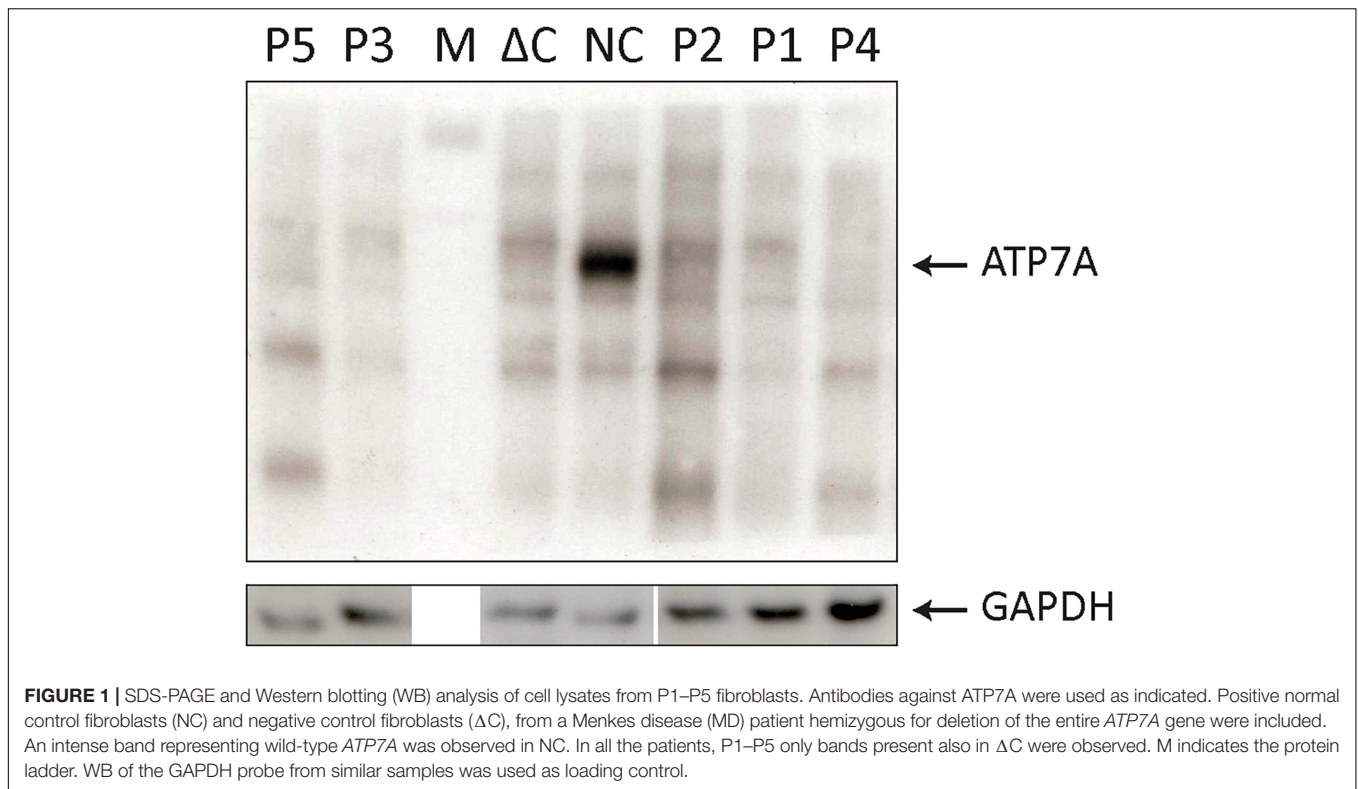 P5 P3 M ΔC NC P2 P1 P4
ATP7A
GAPDH
FIGURE 1 | SDS-PAGE and Western blotting (WB) analysis of cell lysates from P1–P5 fibroblasts. Antibodies against ATP7A were used as indicated. Positive normal
control fibroblasts (NC) and negative control fibroblasts (ΔC), from a Menkes disease (MD) patient hemizygous for deletion of the entire ATP7A gene were included.
An intense band representing wild-type ATP7A was observed in NC. In all the patients, P1–P5 only bands present also in ΔC were observed. M indicates the protein
ladder. WB of the GAPDH probe from similar samples was used as loading control.